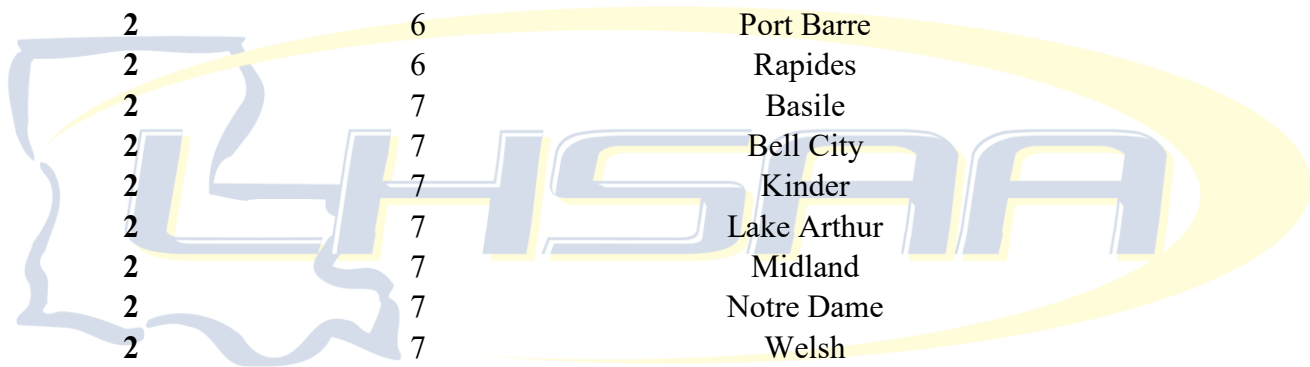 2 6 Port Barre
2 6 Rapides
2 7 Basile
2 7 Bell City
2 7 Kinder
2 7 Lake Arthur
2 7 Midland
2 7 Notre Dame
2 7 Welsh
LHSAA